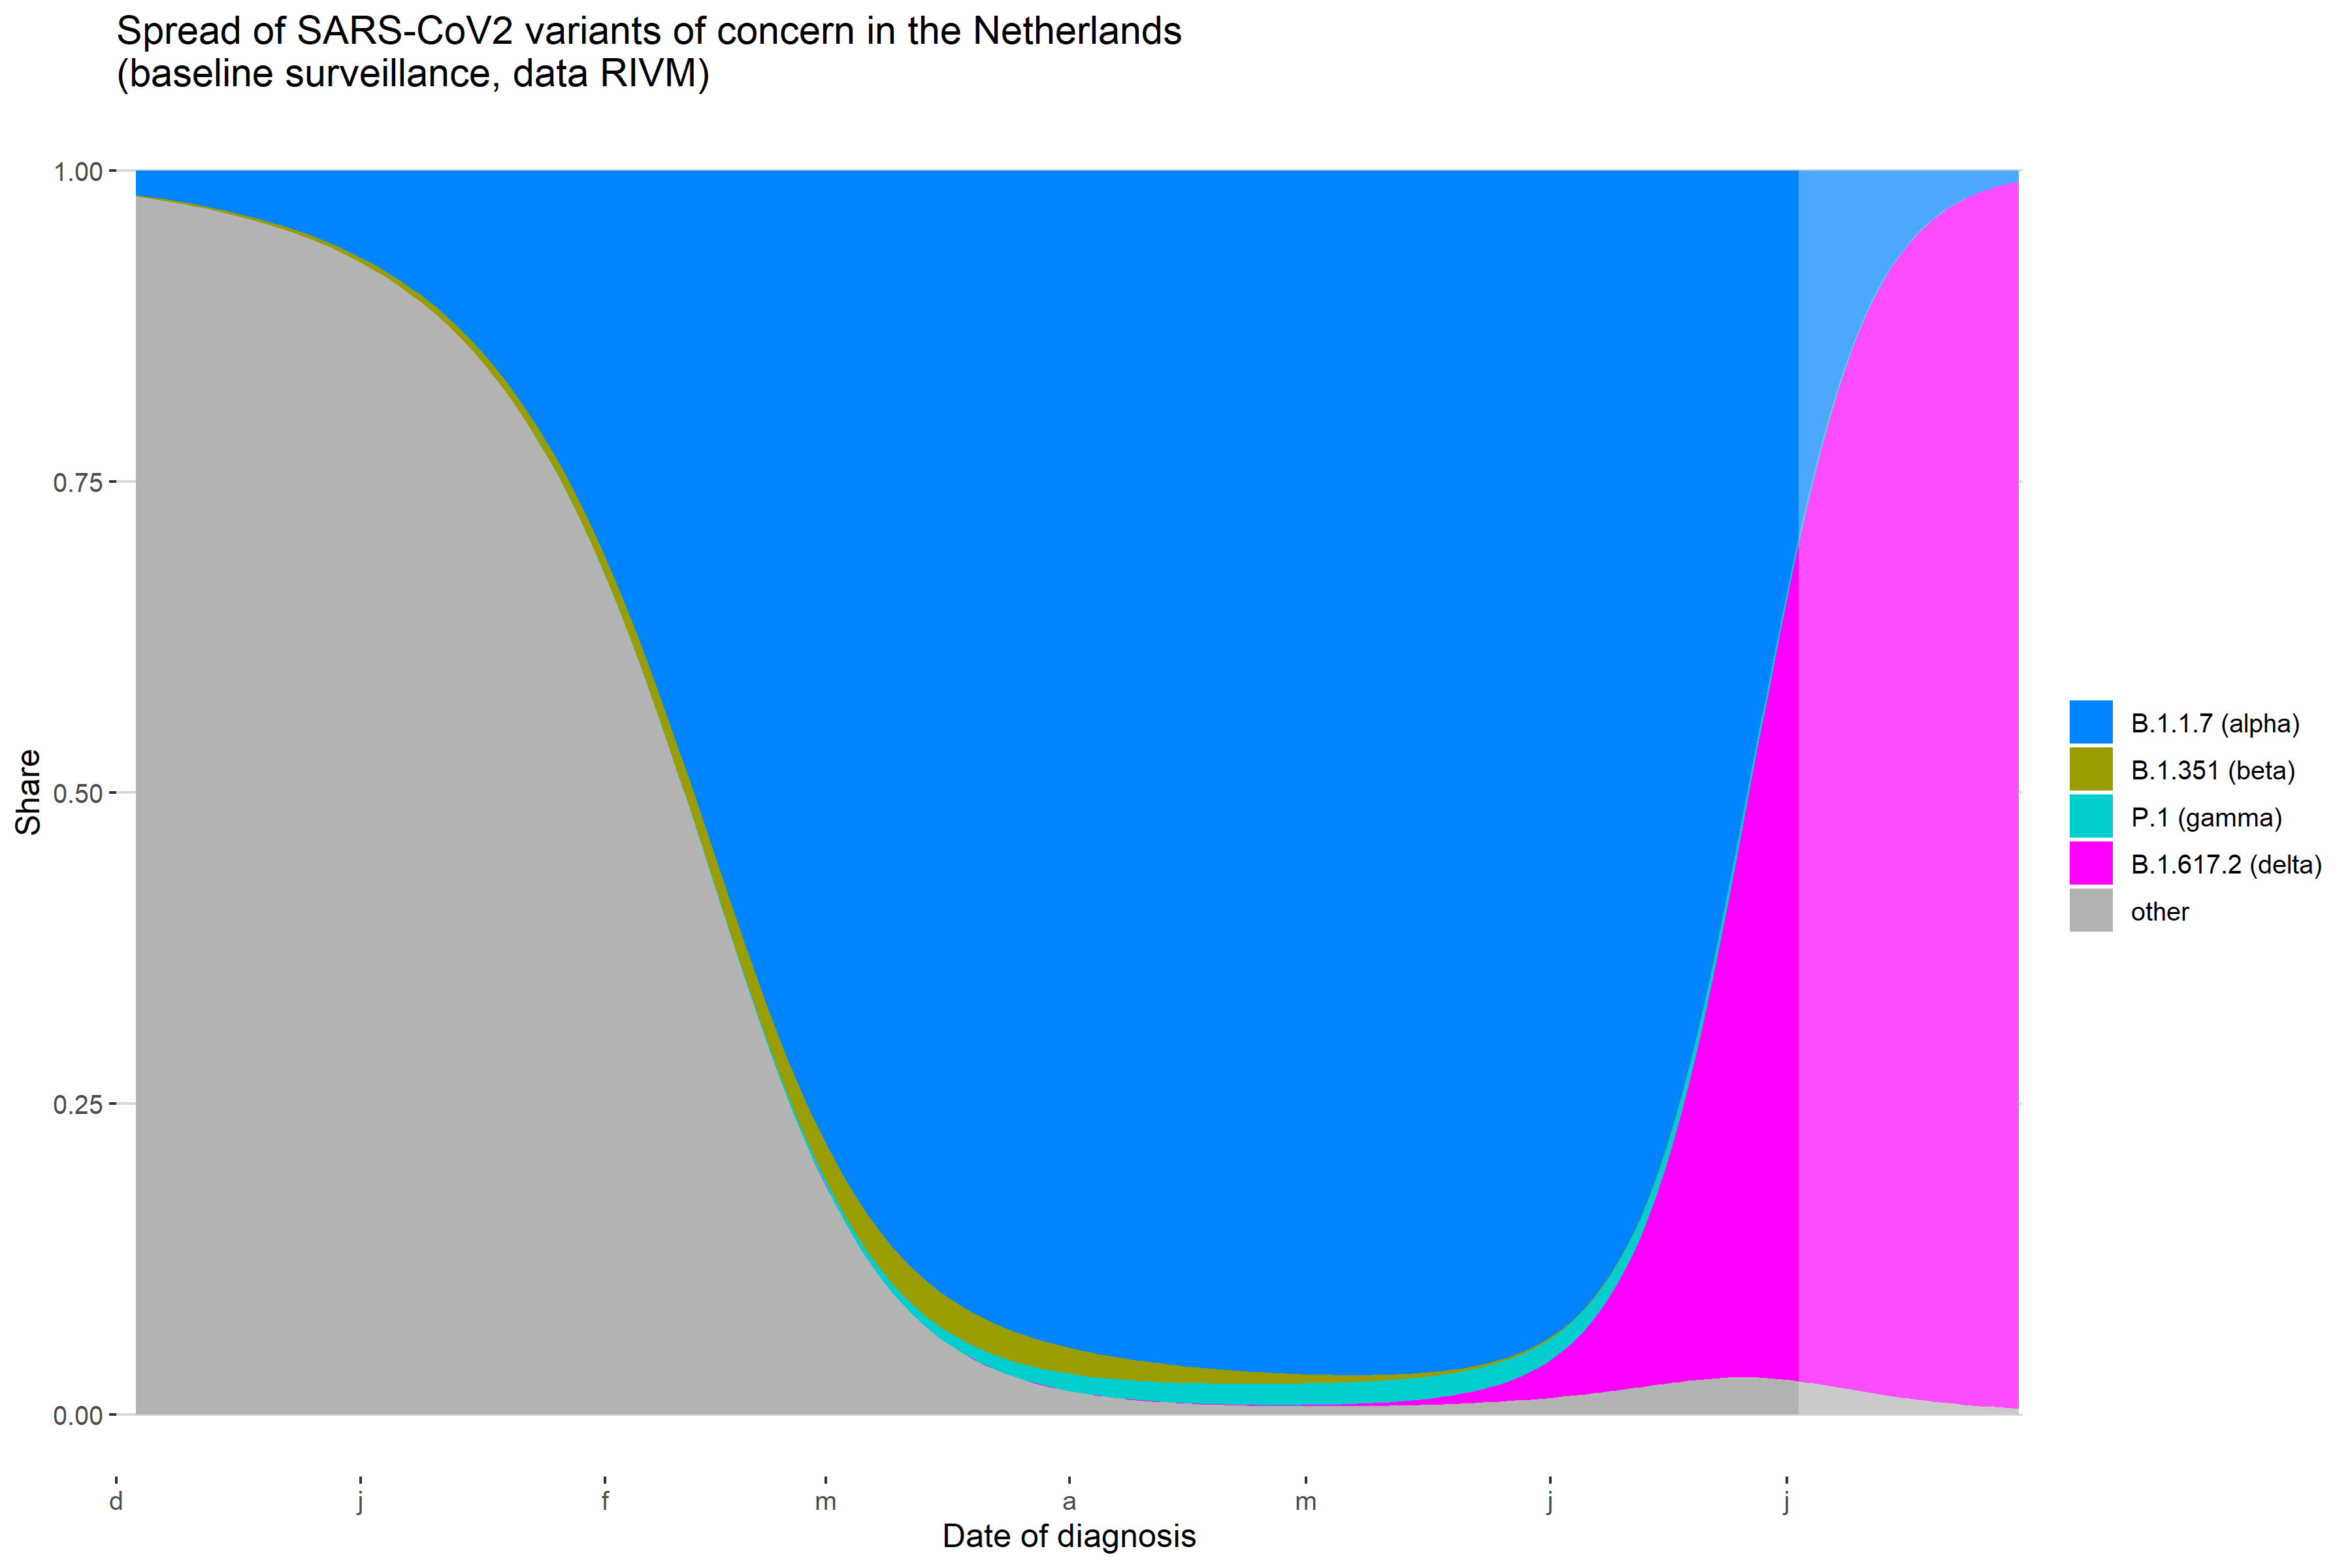 Spread of SARS-CoV2 variants of concern in the Netherlands
(baseline surveillance, data RIVM)
1.00
0.75
0.50
0.25
0.00
Share
d j f m a m j j
Date of diagnosis
B.1.1.7 (alpha)
B.1.351 (beta)
P.1 (gamma)
B.1.617.2 (delta)
other